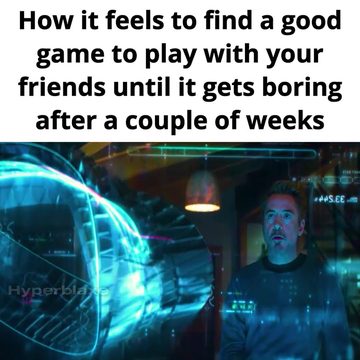 How it feels to find a good
game to play with your
friends until it gets boring
after a couple of weeks